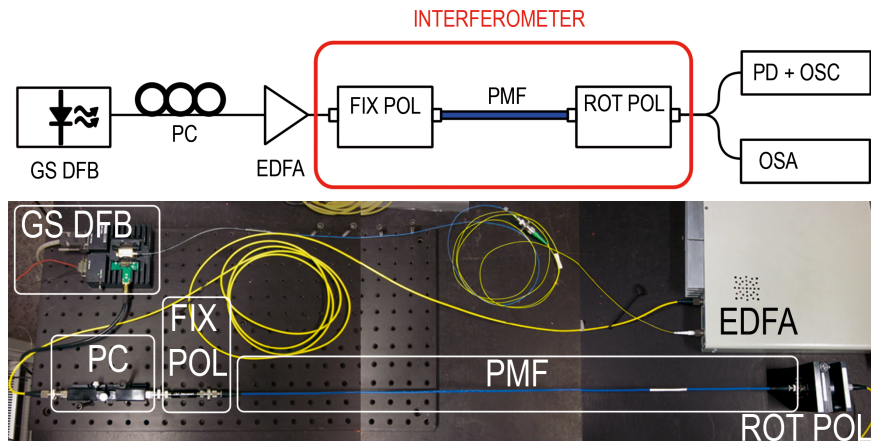 INTERFEROMETER
GS DFB
PC
EDFA
FIX POL
PMF
ROT POL
PD + OSC
OSA
GS DFB
PC
FIX
POL
PMF
EDFA
ROT POL